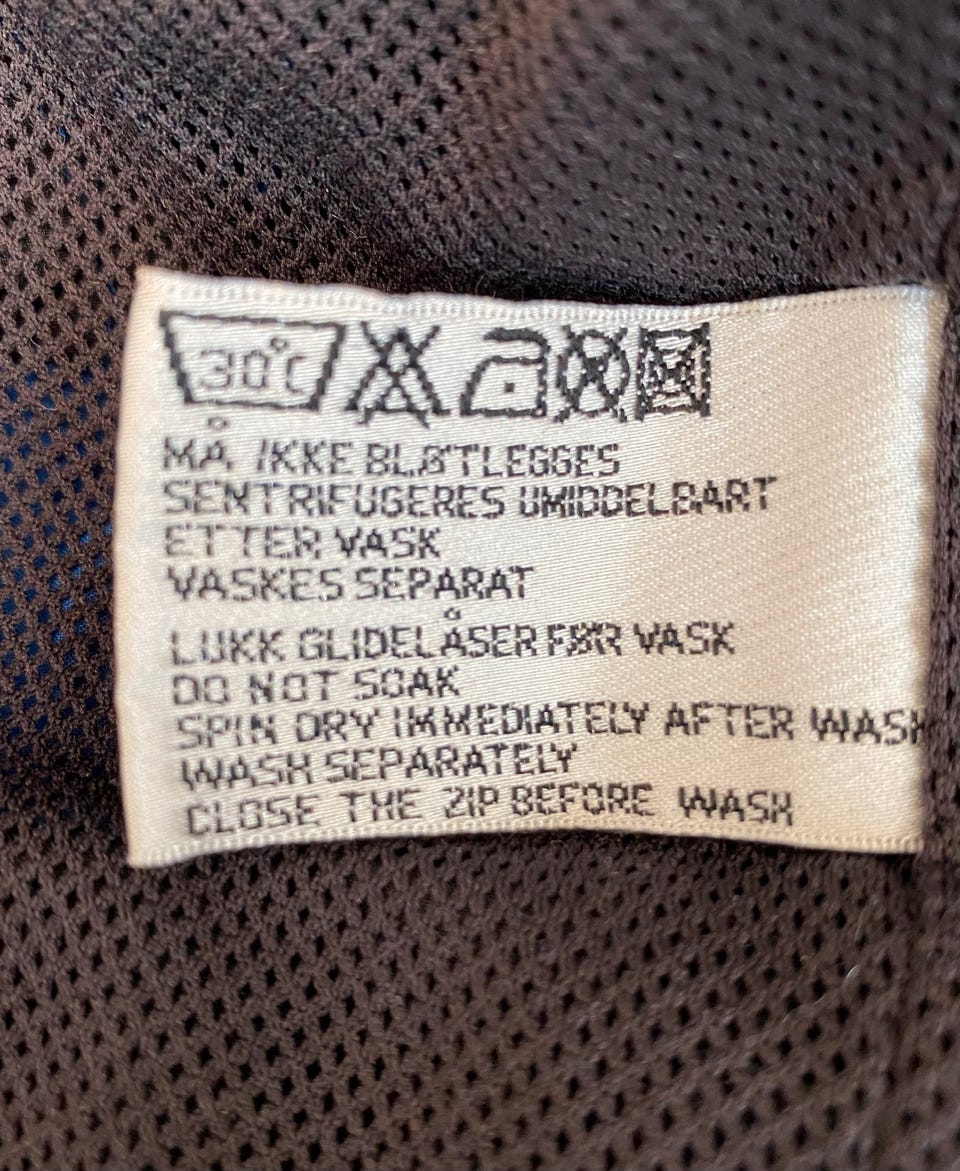 30°C
MÅ IKKE BLØTLEGGES
SENTRIFUGERES UMIDDELBART
ETTER VASK
VASKES SEPARAT
LUKK GLIDELÅSER FØR VASK
DO NOT SOAK
SPIN DRY IMMEDIATELY AFTER WASH
WASH SEPARATELY
CLOSE THE ZIP BEFORE WASH